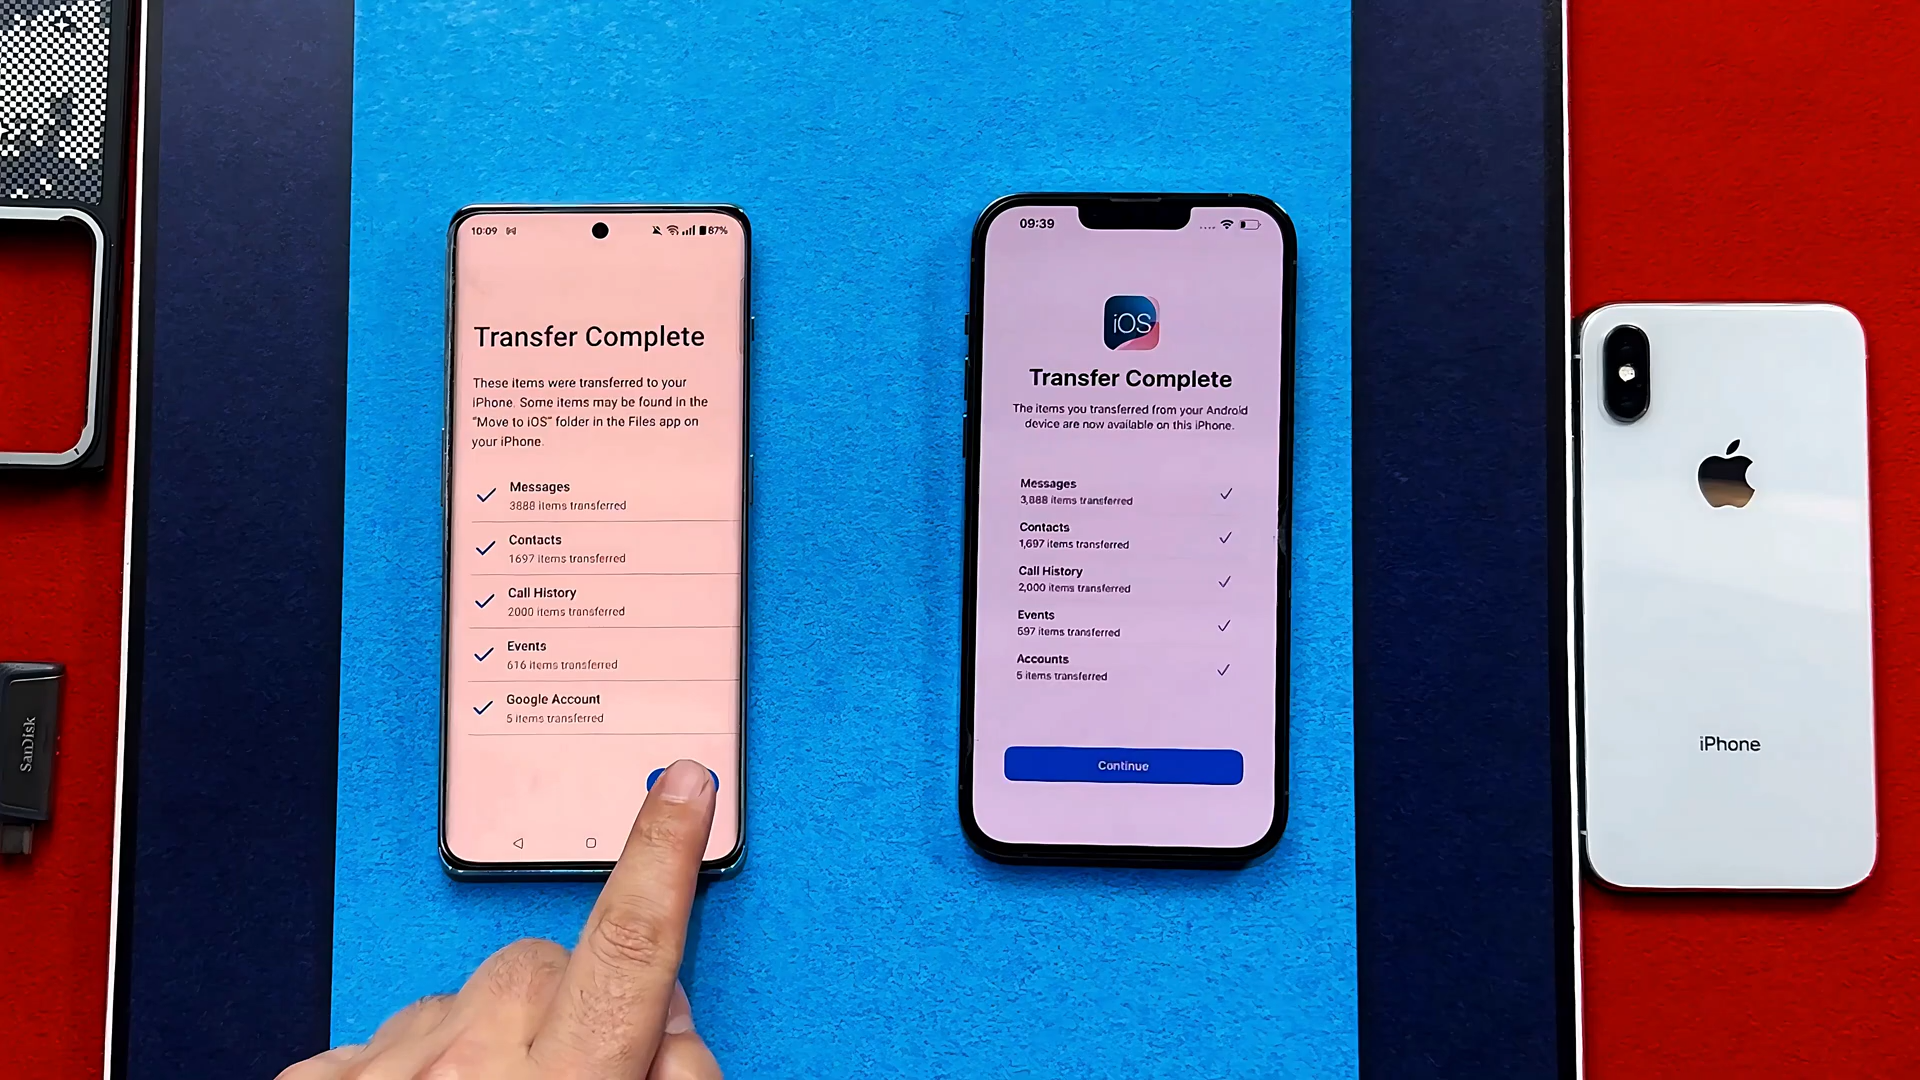 10:09
87%
Transfer Complete
These items were transferred to your
iPhone. Some items may be found in the
"Move to iOS" folder in the Files app on
your iPhone.
Messages
3888 items transferred
Contacts
1697 items transferred
Call History
2000 items transferred
Events
616 items transferred
Google Account
5 items transferred
09:39
iOS
Transfer Complete
The items you transferred from your Android
device are now available on this iPhone.
Messages
3,888 items transferred
Contacts
1,697 items transferred
Call History
2,000 items transferred
Events
597 items transferred
Accounts
5 items transferred
Continue
iPhone
SanDisk